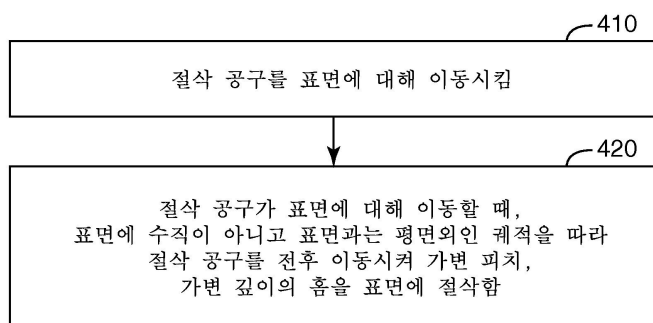 410
절삭 공구를 표면에 대해 이동시킴
420
절삭 공구가 표면에 대해 이동할 때,
표면에 수직이 아니고 표면과는 평면외인 궤적을 따라
절삭 공구를 전후 이동시켜 가변 피치,
가변 깊이의 홈을 표면에 절삭함